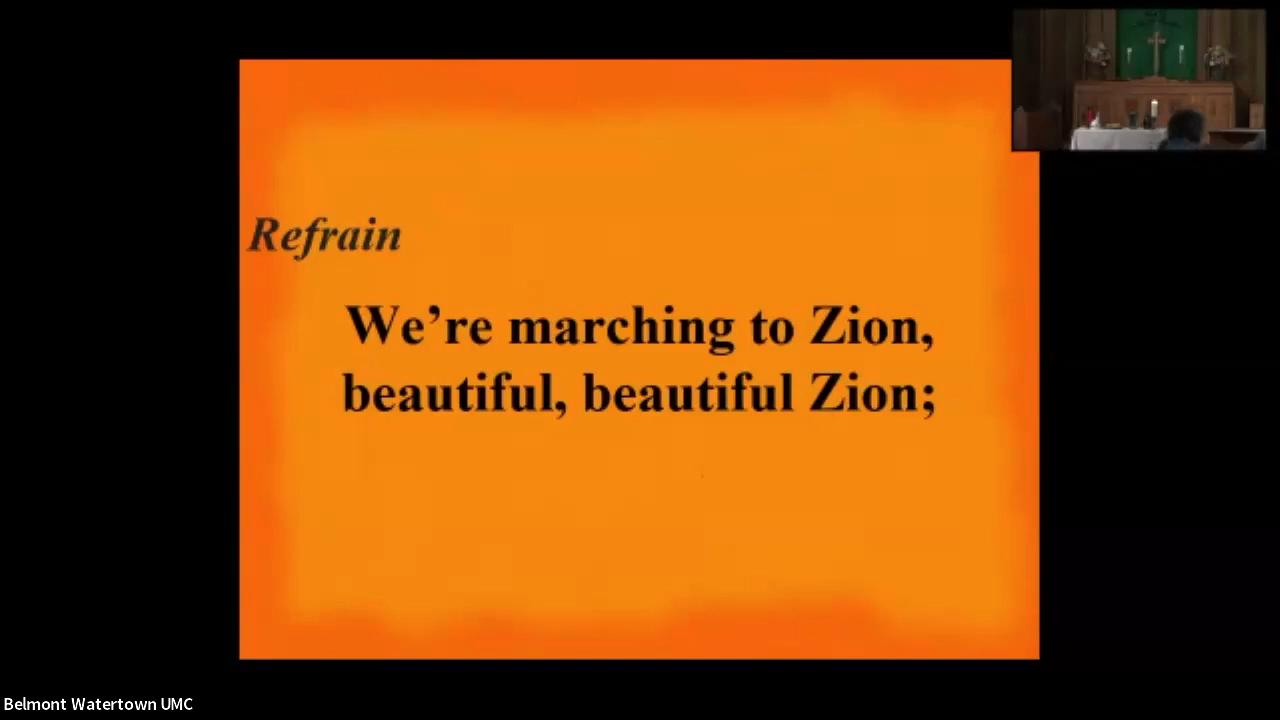 Refrain
We're marching to Zion,
beautiful, beautiful Zion;
Belmont Watertown UMC